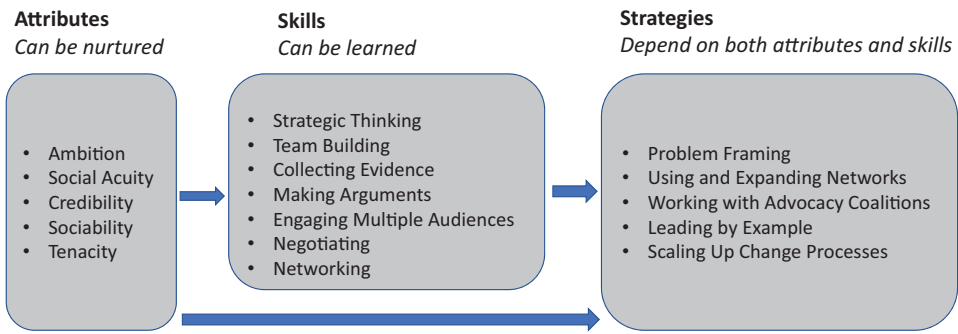 Attributes
Can be nurtured
• Ambition
• Social Acuity
• Credibility
• Sociability
• Tenacity
Skills
Can be learned
• Strategic Thinking
• Team Building
• Collecting Evidence
• Making Arguments
• Engaging Multiple Audiences
• Negotiating
• Networking
Strategies
Depend on both attributes and skills
• Problem Framing
• Using and Expanding Networks
• Working with Advocacy Coalitions
• Leading by Example
• Scaling Up Change Processes